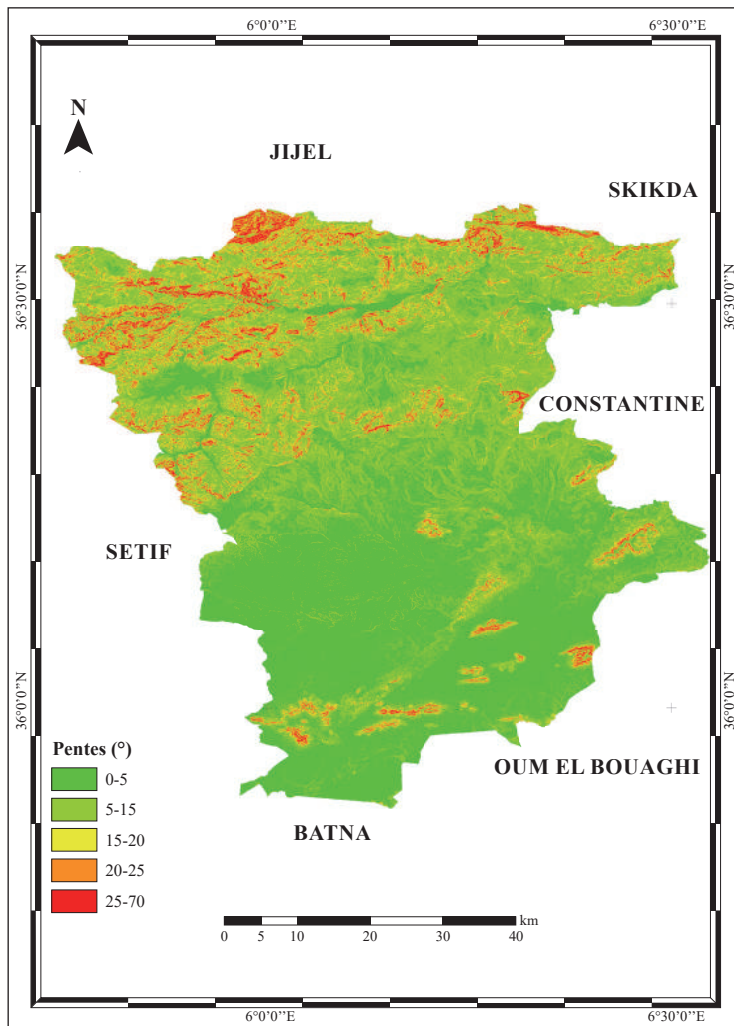 6°0’0’’E
6°30’0’’E
N
JIJEL
SKIKDA
36°30’0’’N
36°30’0’’N
CONSTANTINE
SETIF
36°0’0’’N
36°0’0’’N
Pentes (°)
0-5
5-15
15-20
20-25
25-70
OUM EL BOUAGHI
BATNA
km
0 5 10 20 30 40
6°0’0’’E
6°30’0’’E